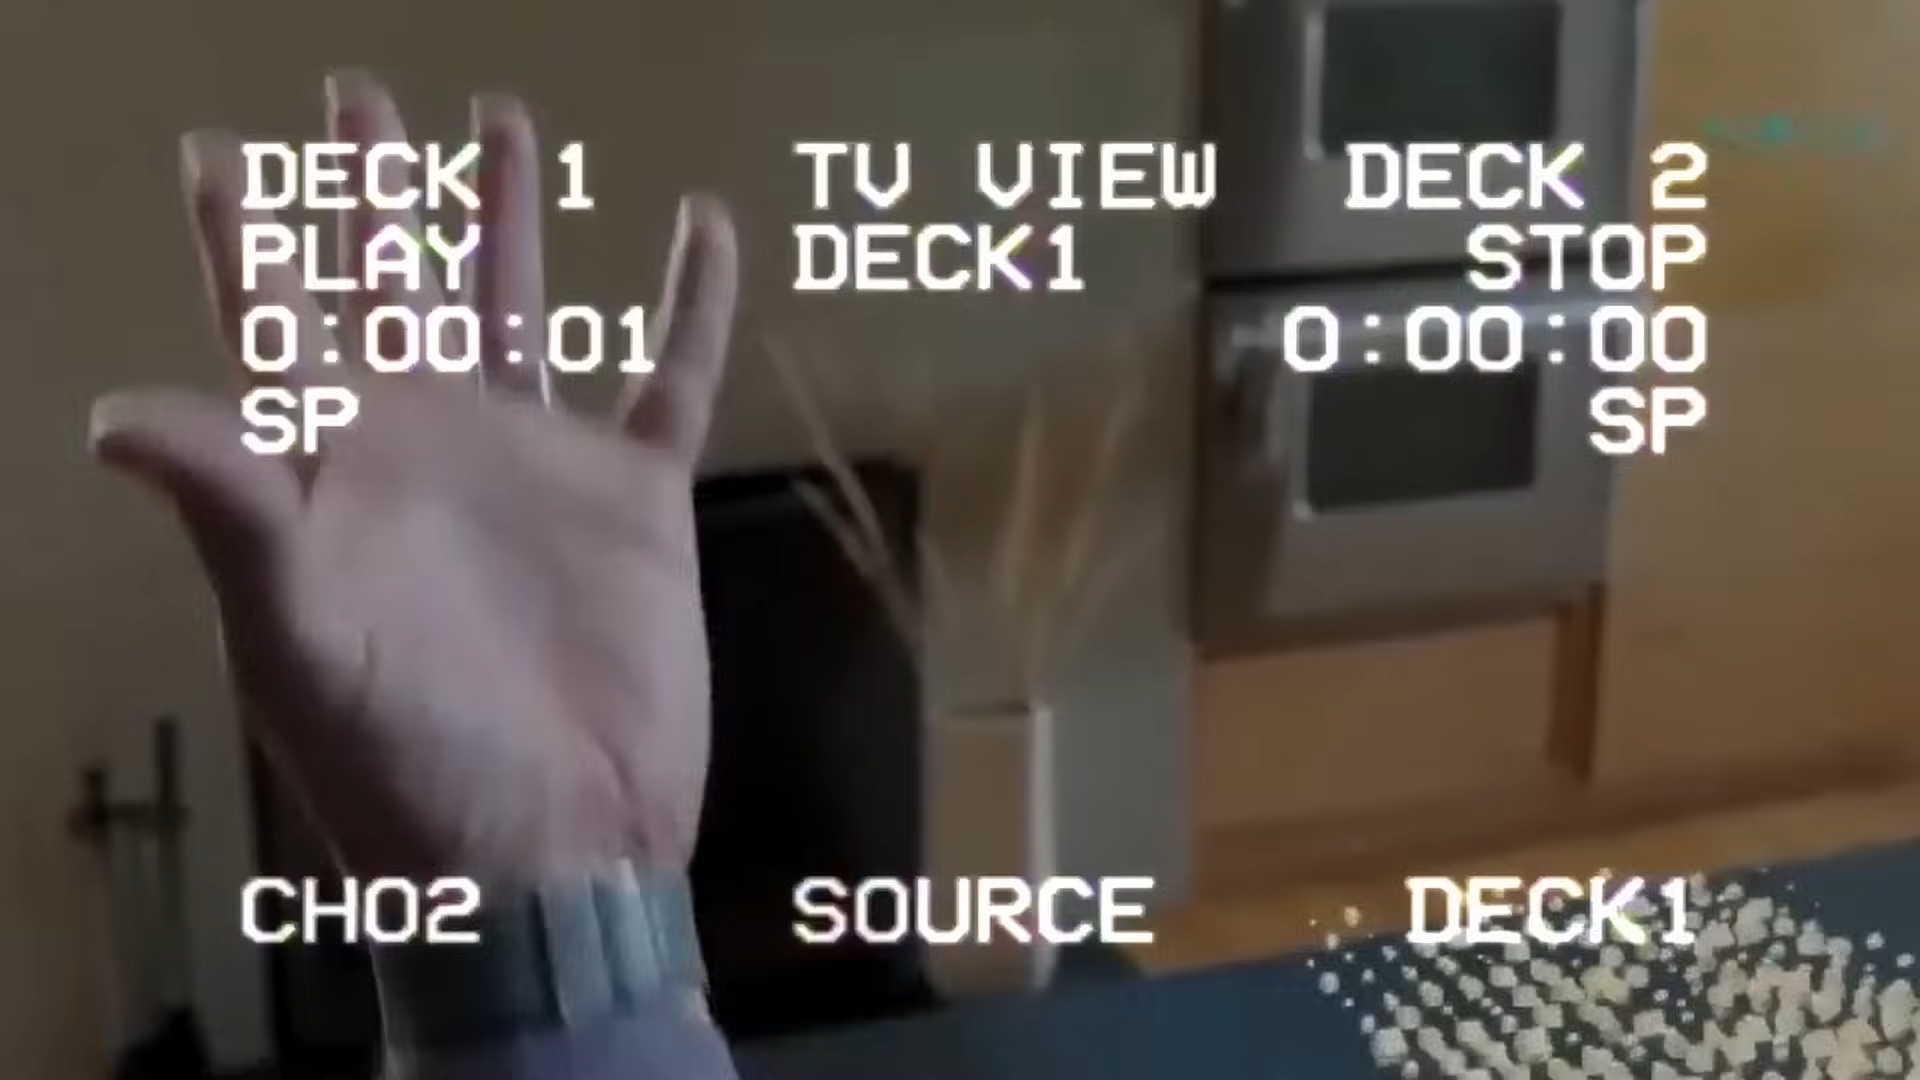 DECK 1 TV VIEW DECK 2
PLAY DECK1 STOP
0:00:01 0:00:00
SP SP
CH02 SOURCE DECK1